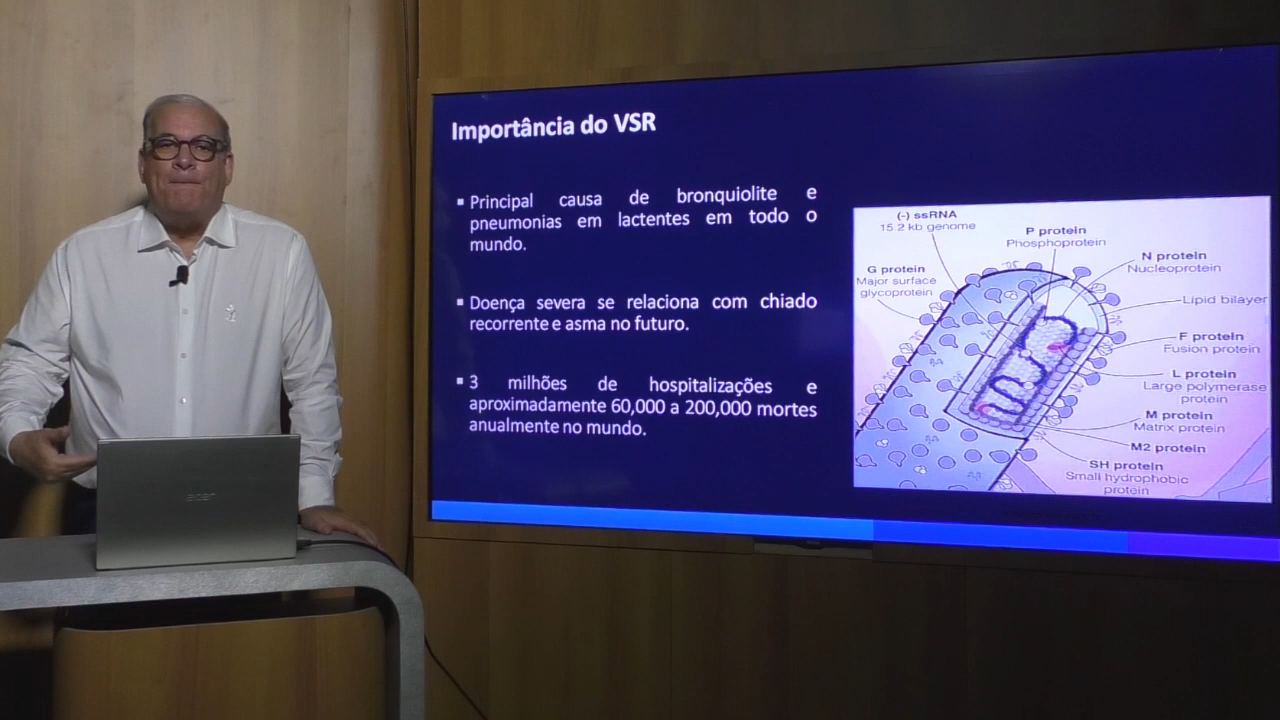 Importância do VSR
▪ Principal causa de bronquiolite e
pneumonias em lactentes em todo o
mundo.
▪ Doença severa se relaciona com chiado
recorrente e asma no futuro.
▪ 3 milhões de hospitalizações e
aproximadamente 60,000 a 200,000 mortes
anualmente no mundo.
(-) ssRNA
15.2 kb genome
P protein
Phosphoprotein
N protein
Nucleoprotein
G protein
Major surface
glycoprotein
Lipid bilayer
F protein
Fusion protein
L protein
Large polymerase
protein
M protein
Matrix protein
M2 protein
SH protein
Small hydrophobic
protein
acer